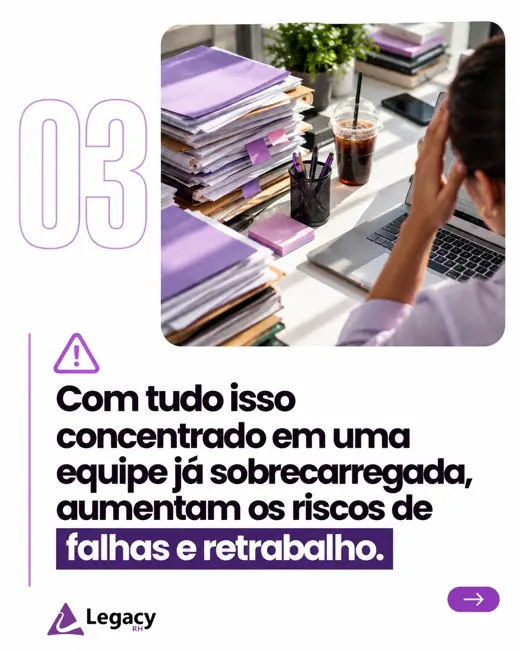 03
Com tudo isso
concentrado em uma
equipe já sobrecarregada,
aumentam os riscos de
falhas e retrabalho.
Legacy
RH